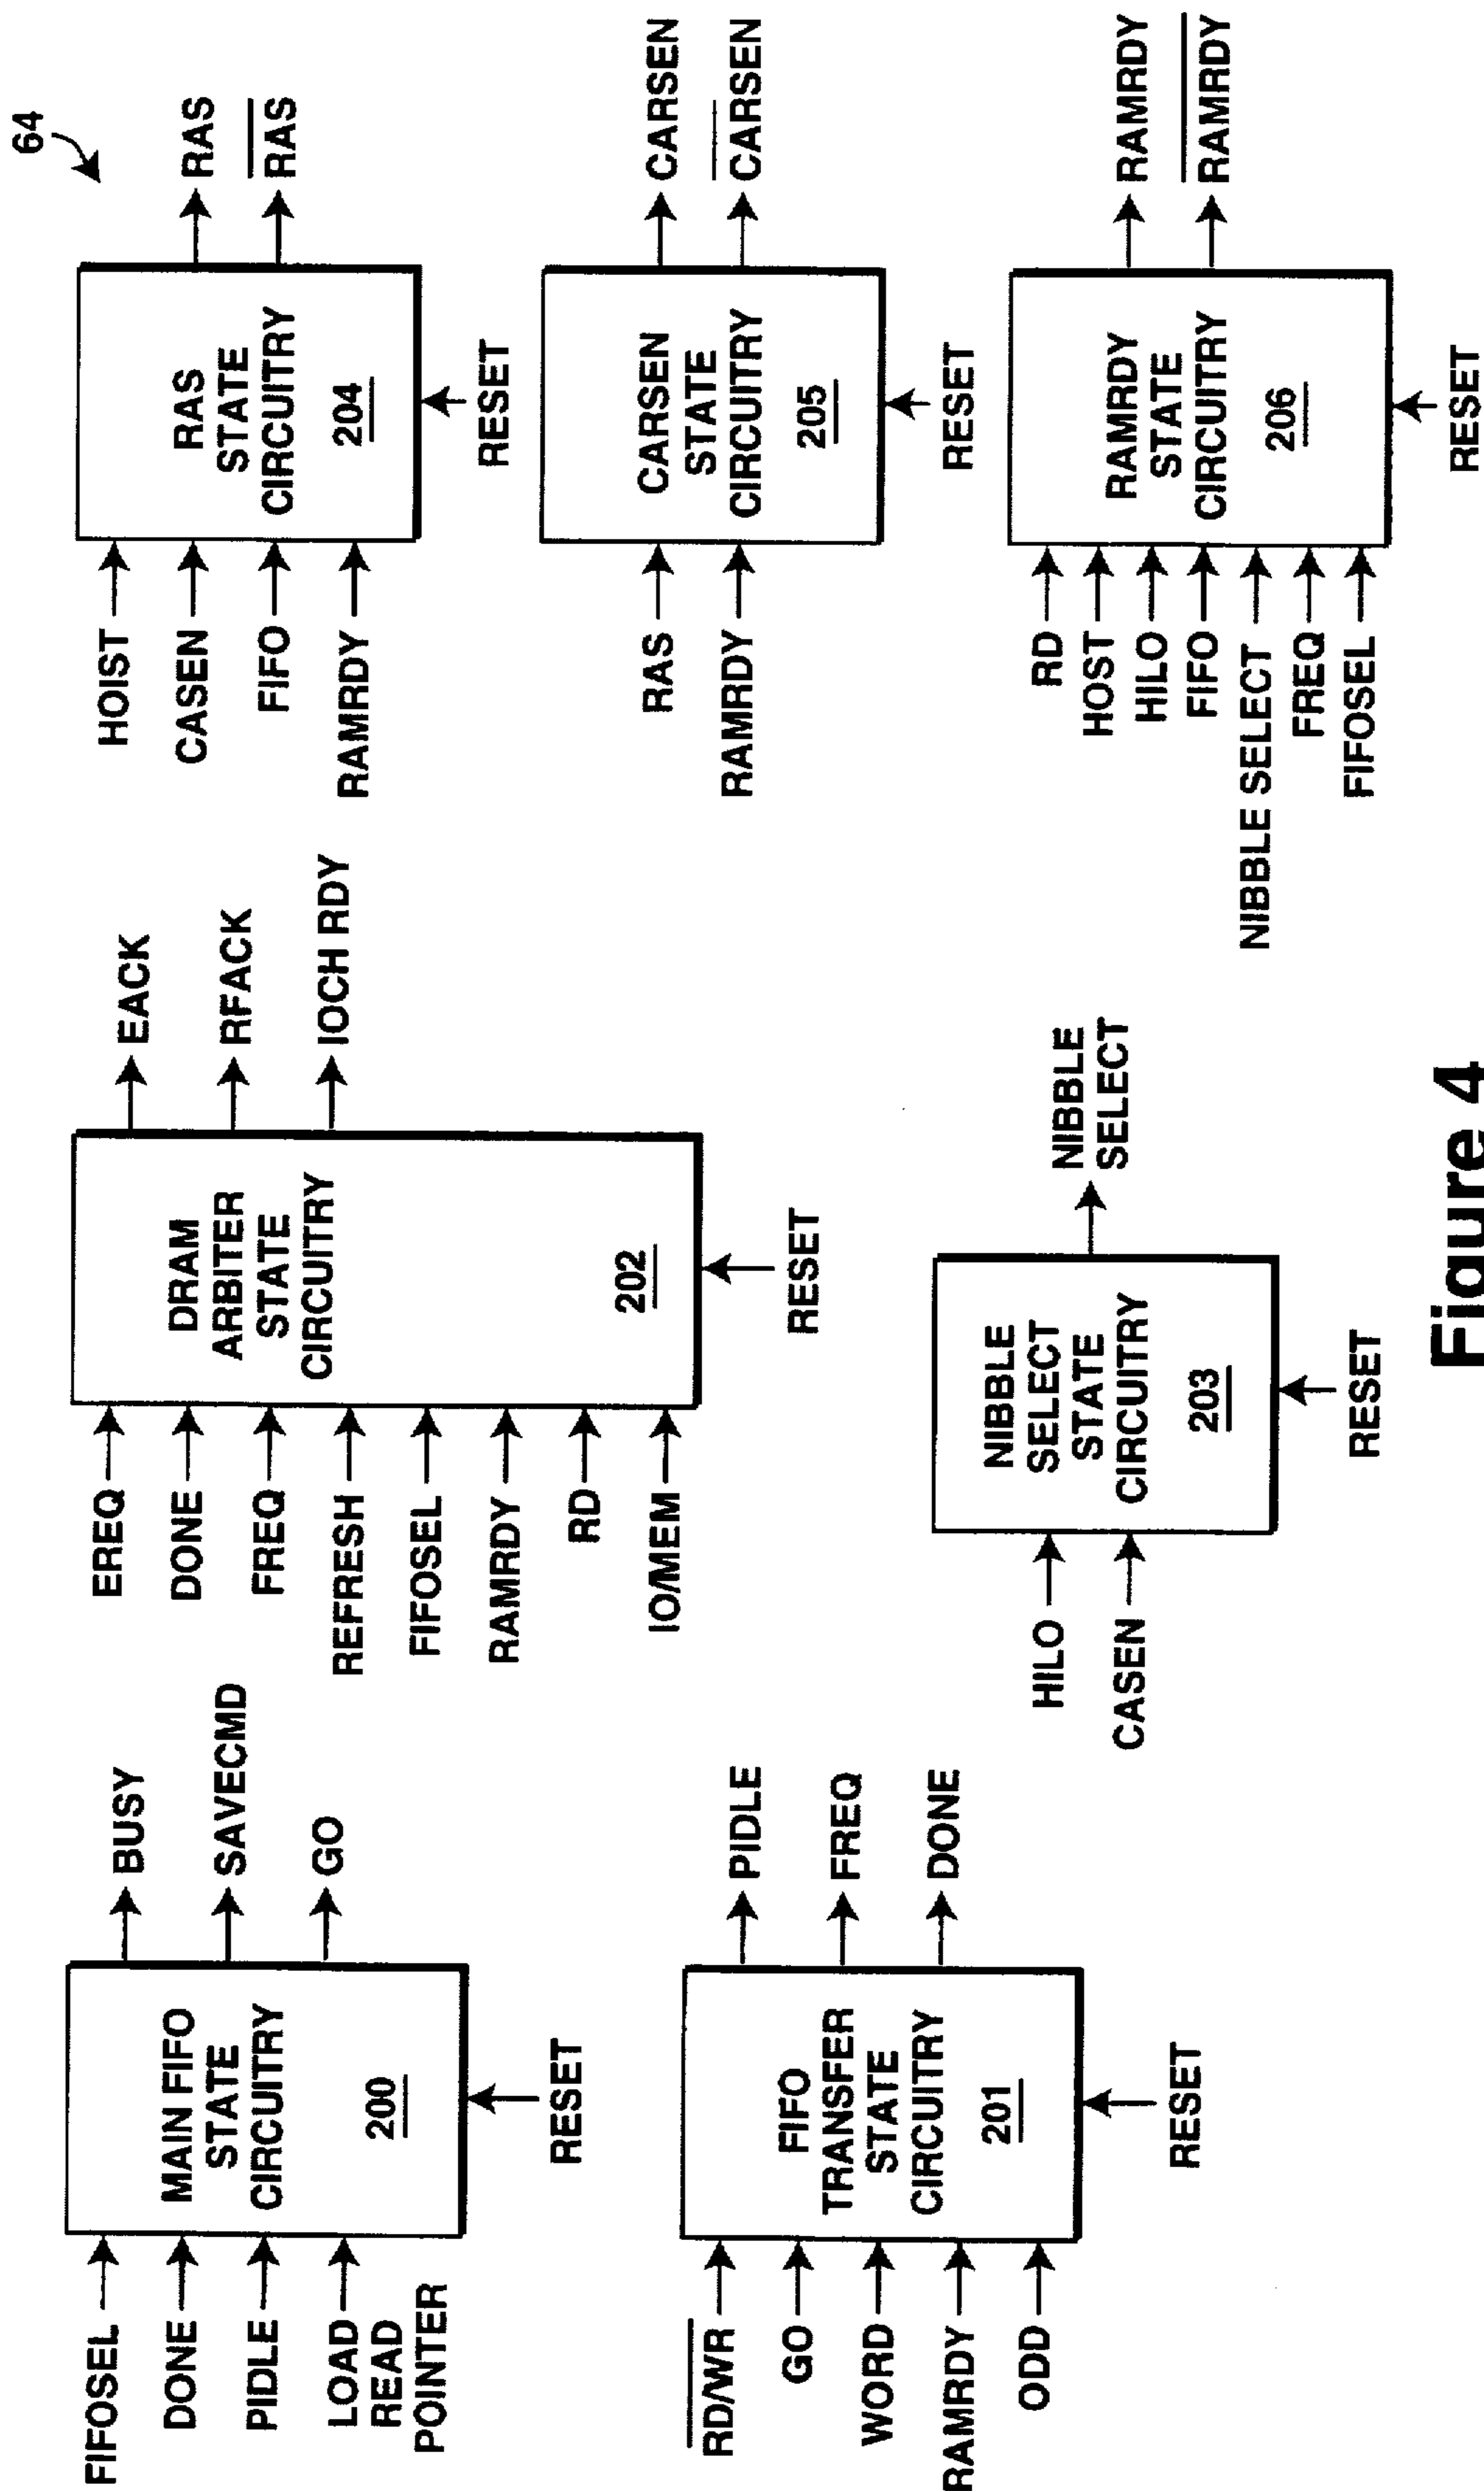 64
FIFOSEL
DONE
PIDLE
LOAD
READ
POINTER
MAIN FIFO
STATE
CIRCUITRY
200
RESET
BUSY
SAVECMD
GO
EREQ
DONE
FREQ
REFRESH
FIFOSEL
RAMRDY
RD
IO/MEM
DRAM
ARBITER
STATE
CIRCUITRY
202
RESET
EACK
RFACK
IOCH RDY
HOIST
CASEN
FIFO
RAMRDY
RAS
STATE
CIRCUITRY
204
RESET
RAS
RAS
RAS
RAMRDY
CARSEN
STATE
CIRCUITRY
205
RESET
CARSEN
CARSEN
RD/WR
GO
WORD
RAMRDY
ODD
FIFO
TRANSFER
STATE
CIRCUITRY
201
RESET
PIDLE
FREQ
DONE
HILO
CASEN
NIBBLE
SELECT
STATE
CIRCUITRY
203
RESET
NIBBLE
SELECT
RD
HOST
HILO
FIFO
NIBBLE SELECT
FREQ
FIFOSEL
RAMRDY
STATE
CIRCUITRY
206
RESET
RAMRDY
RAMRDY
Figure 4